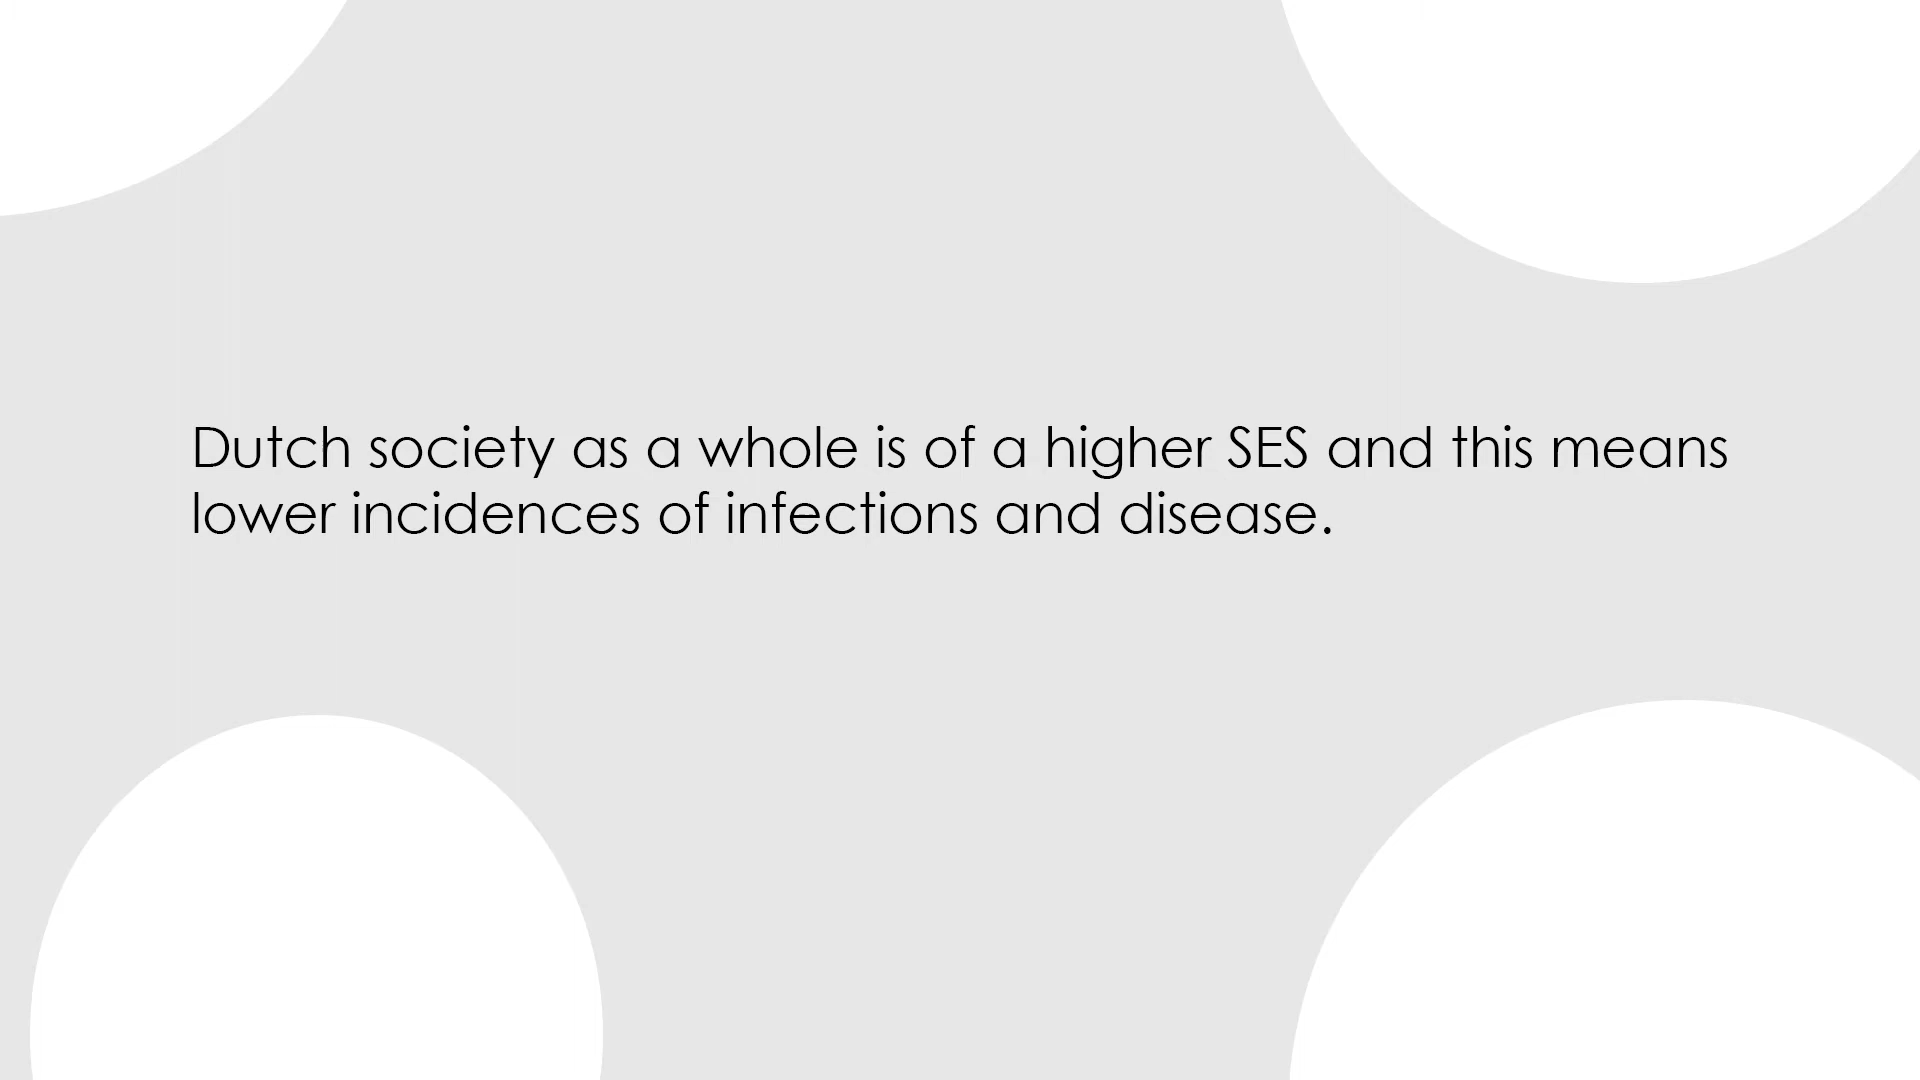 Dutch society as a whole is of a higher SES and this means
lower incidences of infections and disease.